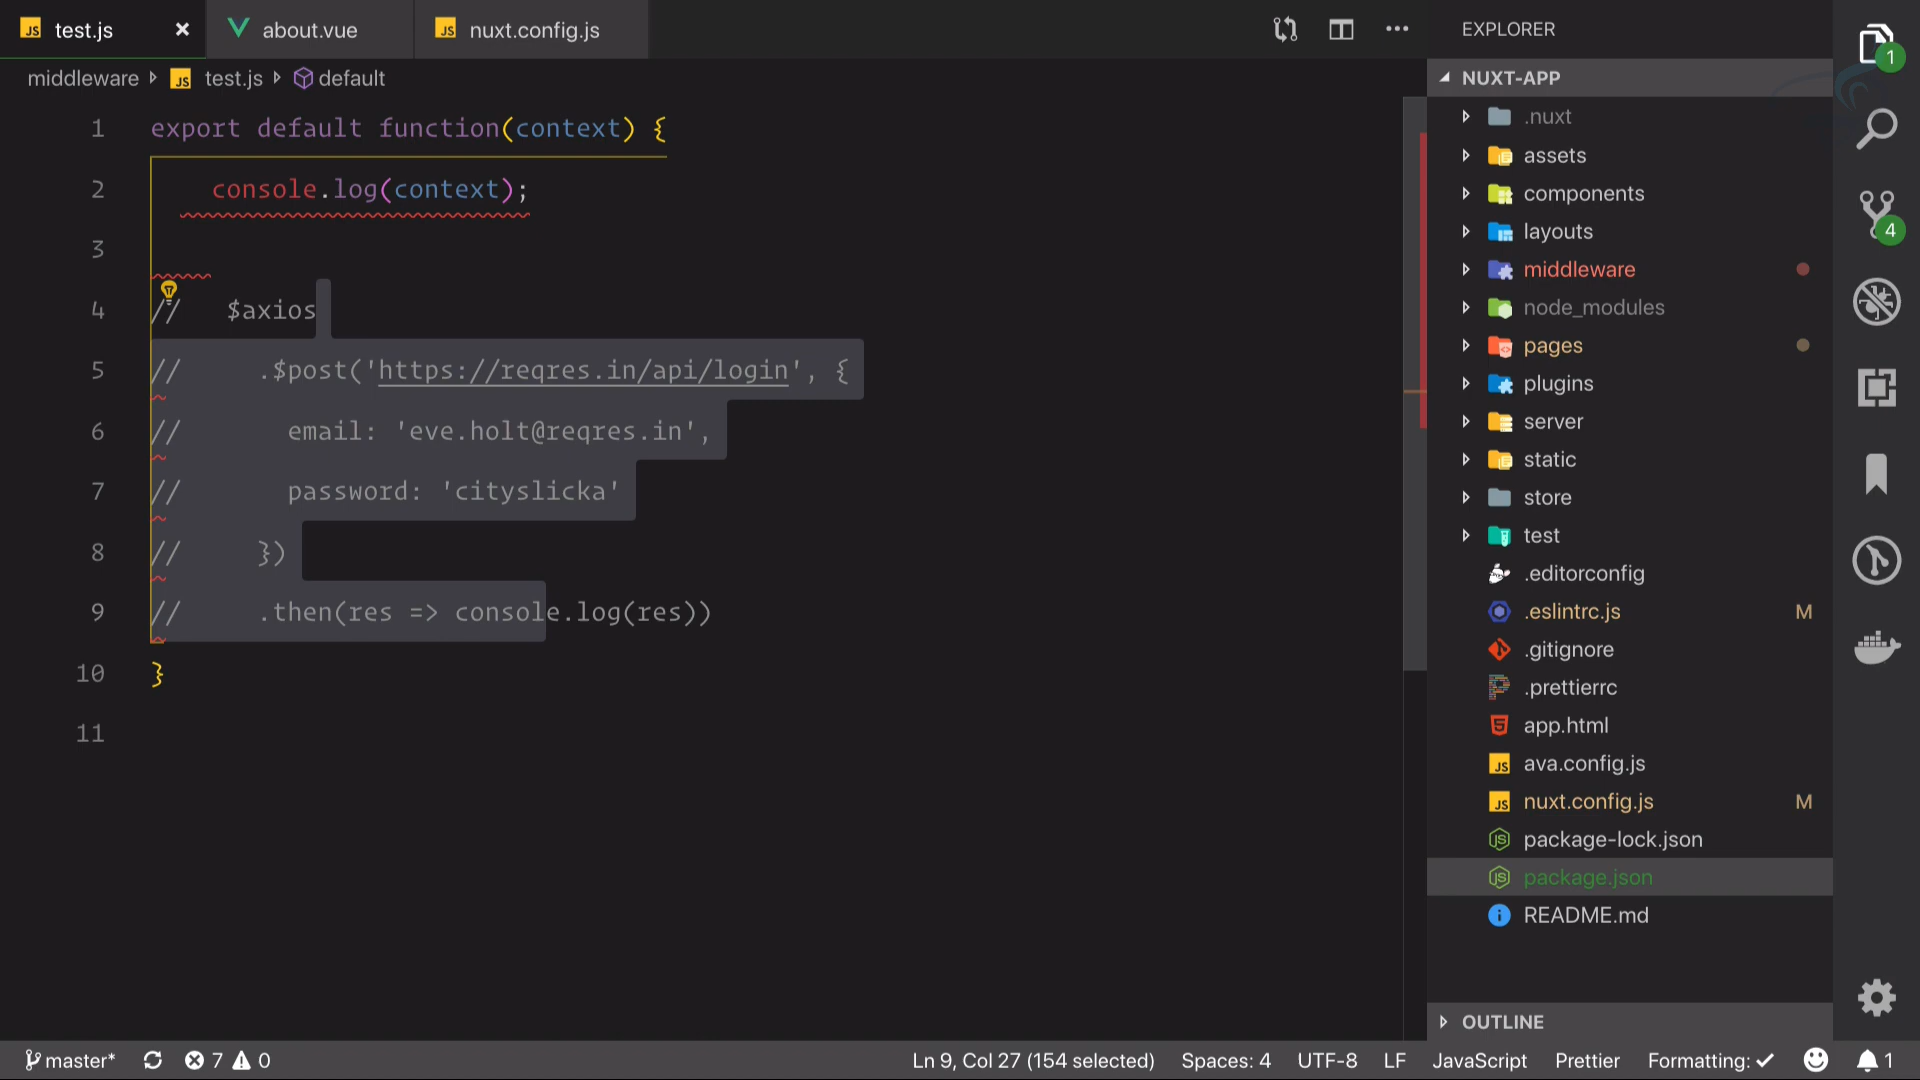 test.js
about.vue
nuxt.config.js
EXPLORER
1
middleware test.js default
NUXT-APP
1 export default function(context) {
2 console.log(context);
3
4 // $axios
5 // .$post('https://reqres.in/api/login', {
6 // email: 'eve.holt@reqres.in',
7 // password: 'cityslicka'
8 // })
9 // .then(res => console.log(res))
10 }
11
.nuxt
assets
components
layouts
middleware
node_modules
pages
plugins
server
static
store
test
.editorconfig
.eslintrc.js M
.gitignore
.prettierrc
app.html
ava.config.js
nuxt.config.js M
package-lock.json
package.json
README.md
4
OUTLINE
master* 7 0 Ln 9, Col 27 (154 selected) Spaces: 4 UTF-8 LF JavaScript Prettier Formatting: ✓ 1